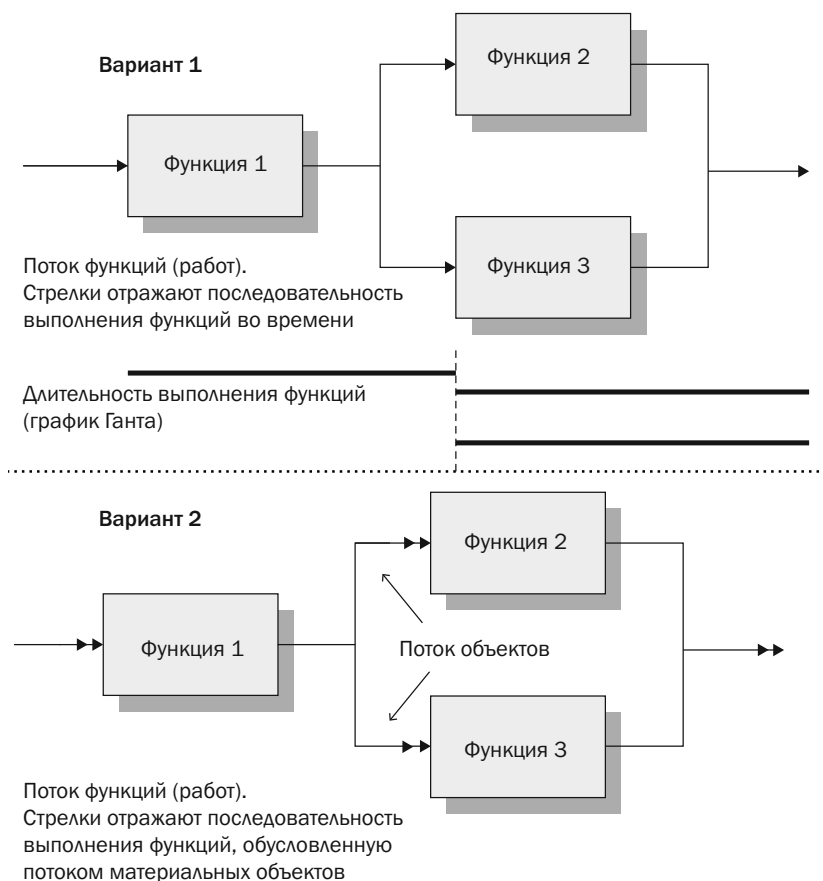 Вариант 1
Функция 2
Функция 1
Функция 3
Поток функций (работ).
Стрелки отражают последовательность
выполнения функций во времени
Длительность выполнения функций
(график Ганта)
Вариант 2
Функция 2
Функция 1
Поток объектов
Функция 3
Поток функций (работ).
Стрелки отражают последовательность
выполнения функций, обусловленную
потоком материальных объектов